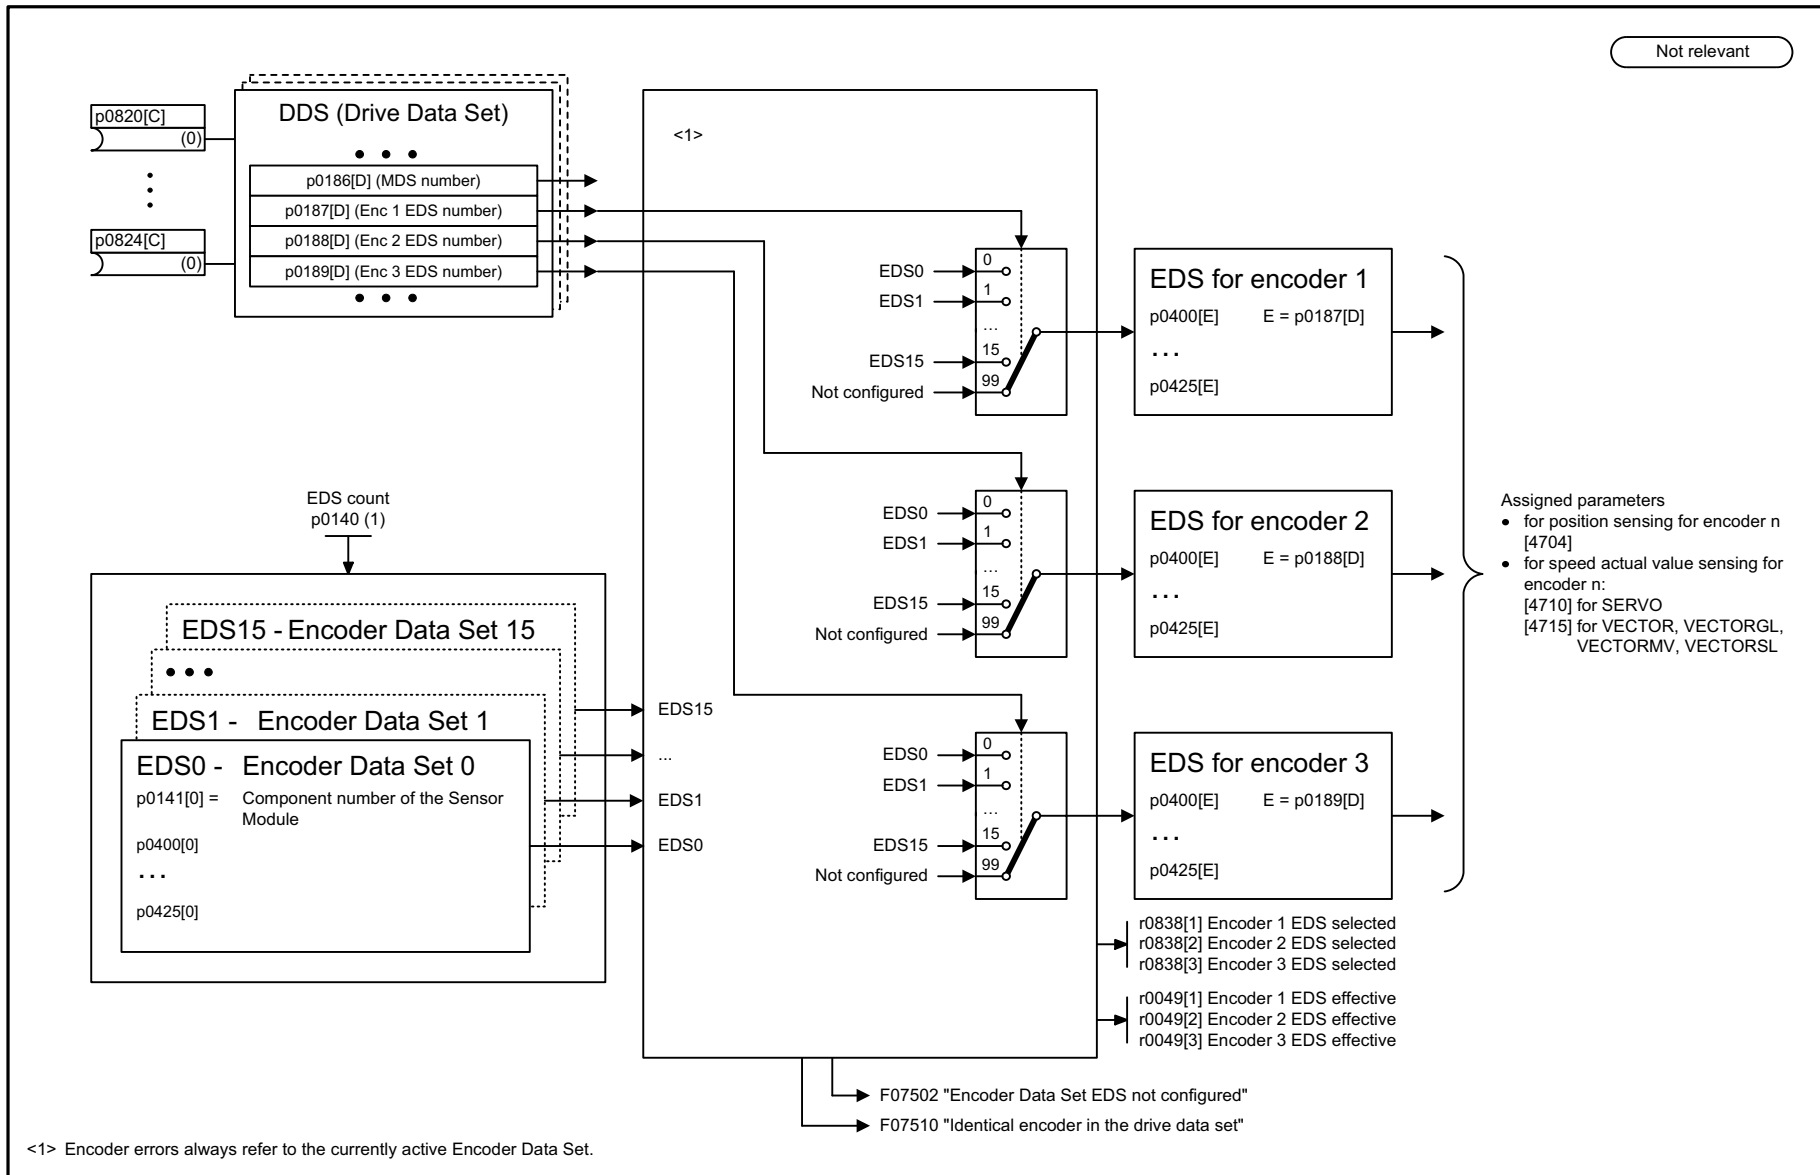 Not relevant
p0820[C]
(0)
p0824[C]
(0)
DDS (Drive Data Set)
p0186[D] (MDS number)
p0187[D] (Enc 1 EDS number)
p0188[D] (Enc 2 EDS number)
p0189[D] (Enc 3 EDS number)
EDS count
p0140 (1)
EDS15 - Encoder Data Set 15
EDS1 - Encoder Data Set 1
EDS0 - Encoder Data Set 0
p0141[0] = Component number of the Sensor
Module
p0400[0]
...
p0425[0]
<1>
EDS15
...
EDS1
EDS0
EDS0
0
EDS1
1
...
EDS15
15
Not configured
99
EDS for encoder 1
p0400[E] E = p0187[D]
...
p0425[E]
EDS0
0
EDS1
1
...
EDS15
15
Not configured
99
EDS for encoder 2
p0400[E] E = p0188[D]
...
p0425[E]
EDS0
0
EDS1
1
...
EDS15
15
Not configured
99
EDS for encoder 3
p0400[E] E = p0189[D]
...
p0425[E]
Assigned parameters
• for position sensing for encoder n
[4704]
• for speed actual value sensing for
encoder n:
[4710] for SERVO
[4715] for VECTOR, VECTORGL,
VECTORMV, VECTORSL
r0838[1] Encoder 1 EDS selected
r0838[2] Encoder 2 EDS selected
r0838[3] Encoder 3 EDS selected
r0049[1] Encoder 1 EDS effective
r0049[2] Encoder 2 EDS effective
r0049[3] Encoder 3 EDS effective
F07502 "Encoder Data Set EDS not configured"
F07510 "Identical encoder in the drive data set"
<1> Encoder errors always refer to the currently active Encoder Data Set.